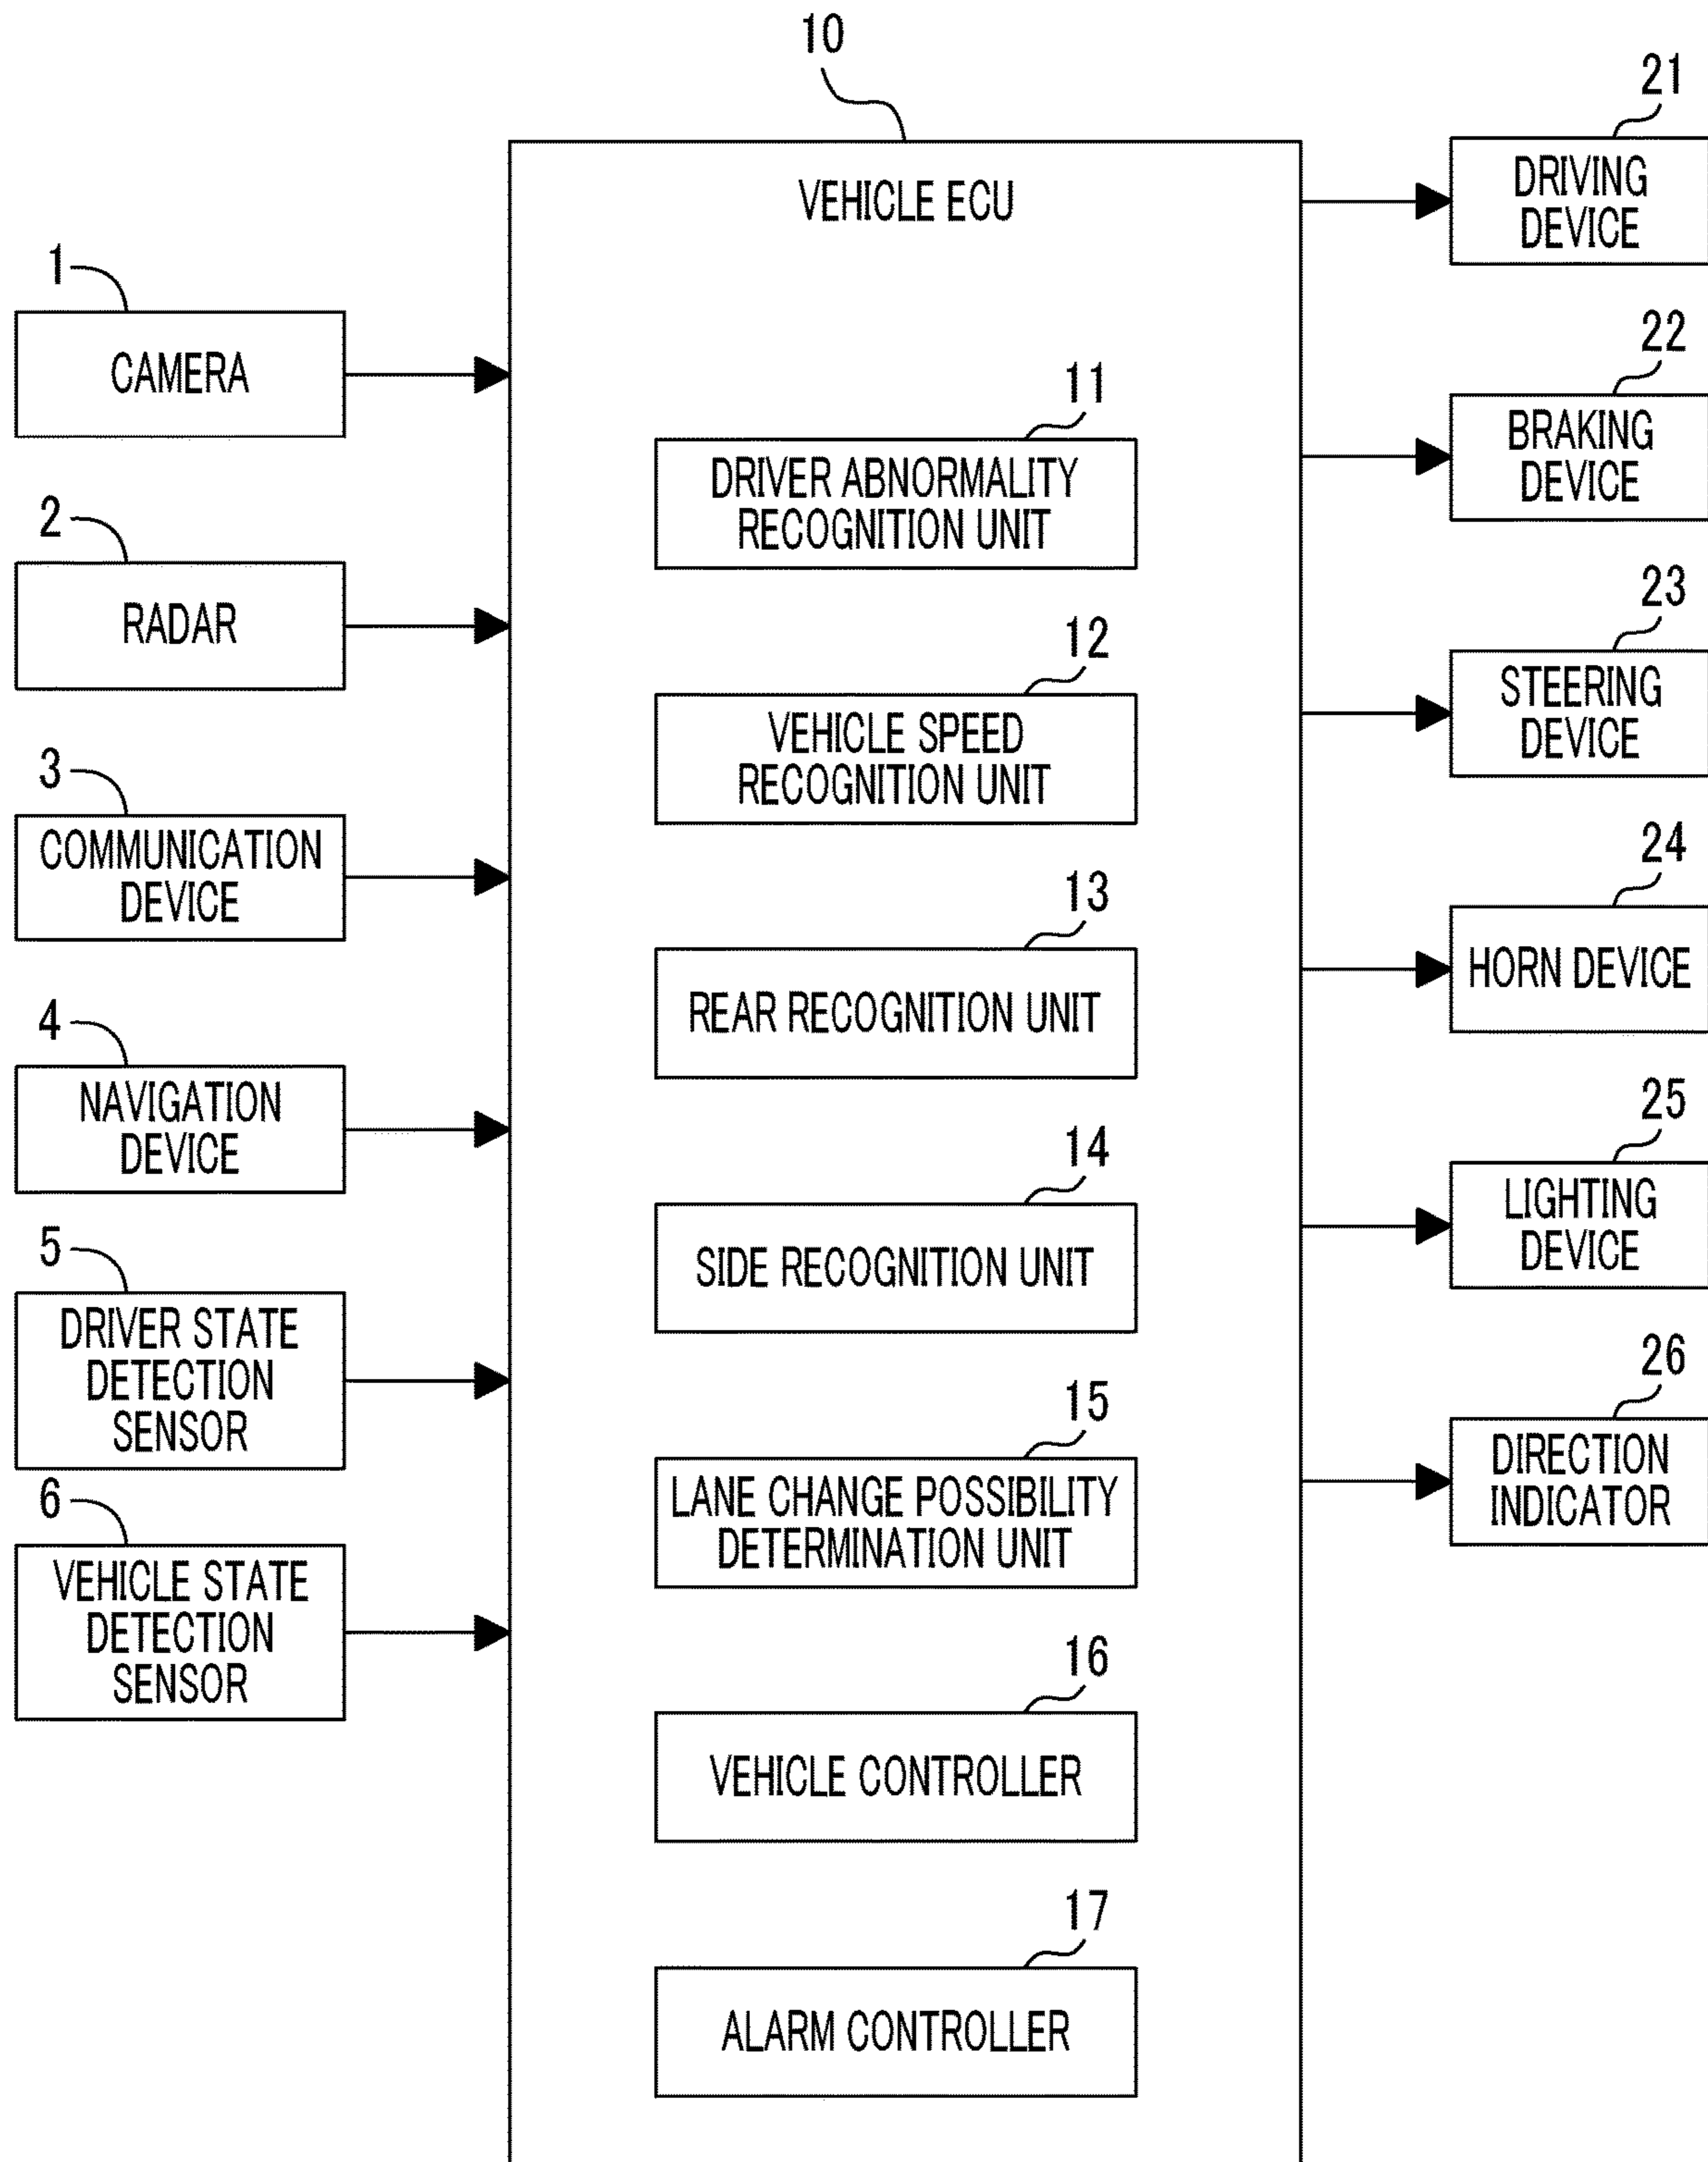 10
VEHICLE ECU
1
CAMERA
2
RADAR
3
COMMUNICATION
DEVICE
4
NAVIGATION
DEVICE
5
DRIVER STATE
DETECTION
SENSOR
6
VEHICLE STATE
DETECTION
SENSOR
11
DRIVER ABNORMALITY
RECOGNITION UNIT
12
VEHICLE SPEED
RECOGNITION UNIT
13
REAR RECOGNITION UNIT
14
SIDE RECOGNITION UNIT
15
LANE CHANGE POSSIBILITY
DETERMINATION UNIT
16
VEHICLE CONTROLLER
17
ALARM CONTROLLER
21
DRIVING
DEVICE
22
BRAKING
DEVICE
23
STEERING
DEVICE
24
HORN DEVICE
25
LIGHTING
DEVICE
26
DIRECTION
INDICATOR